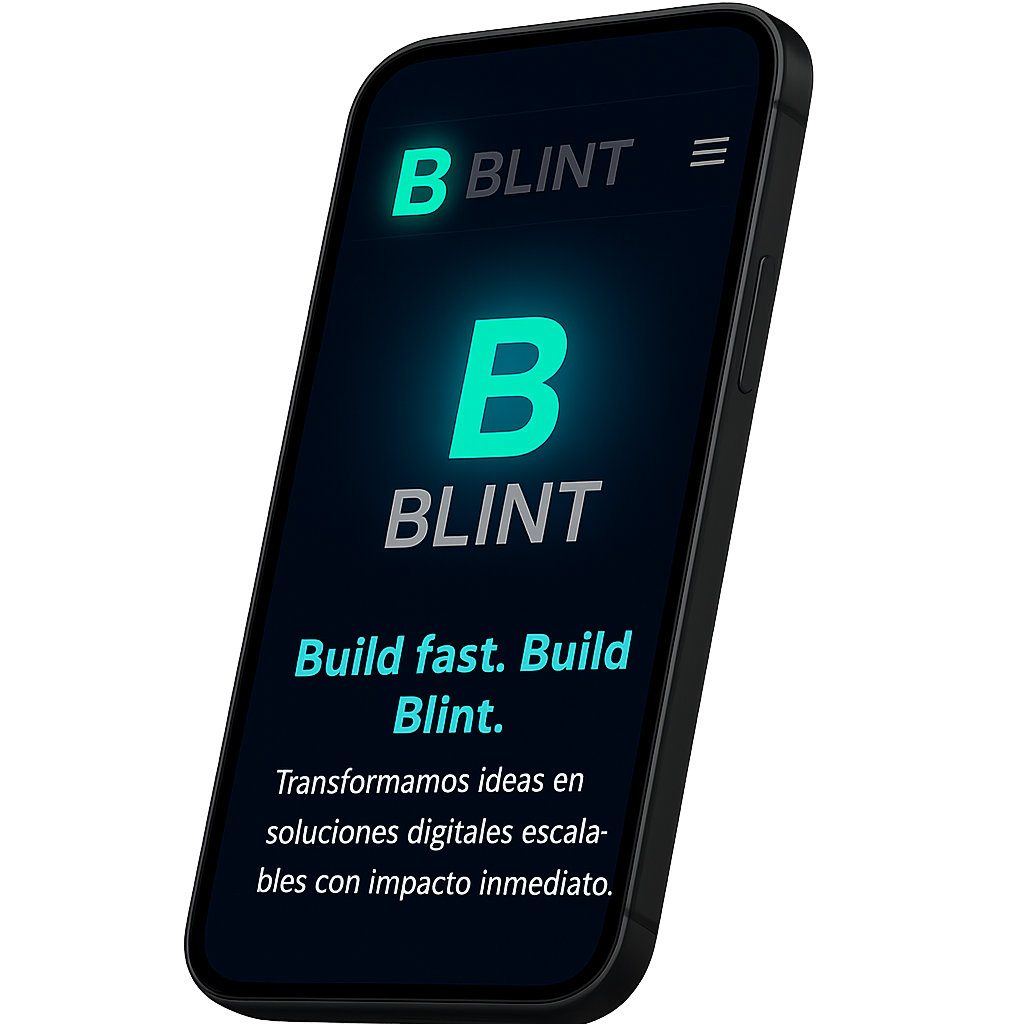 B BLINT
B
BLINT
Build fast. Build
Blint.
Transformamos ideas en
soluciones digitales escala-
bles con impacto inmediato.